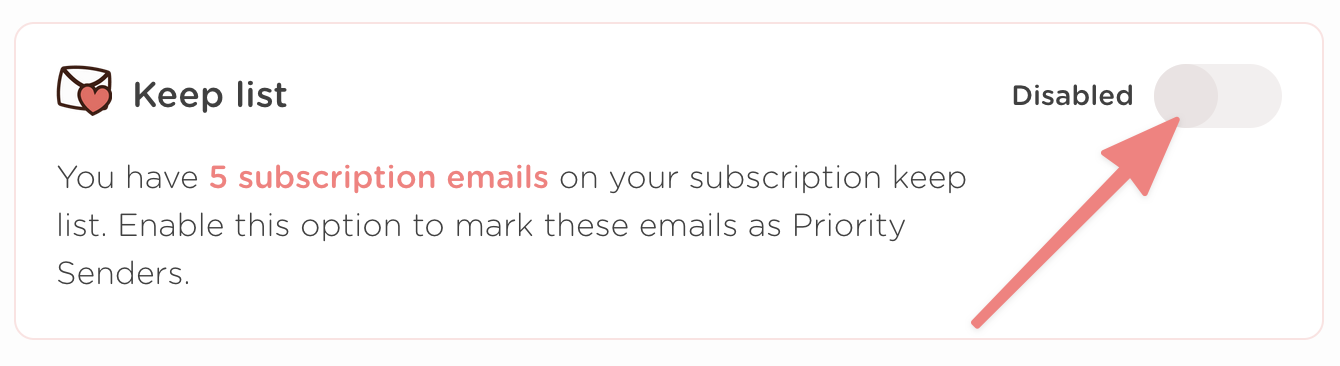 Keep list
Disabled
You have 5 subscription emails on your subscription keep
list. Enable this option to mark these emails as Priority
Senders.